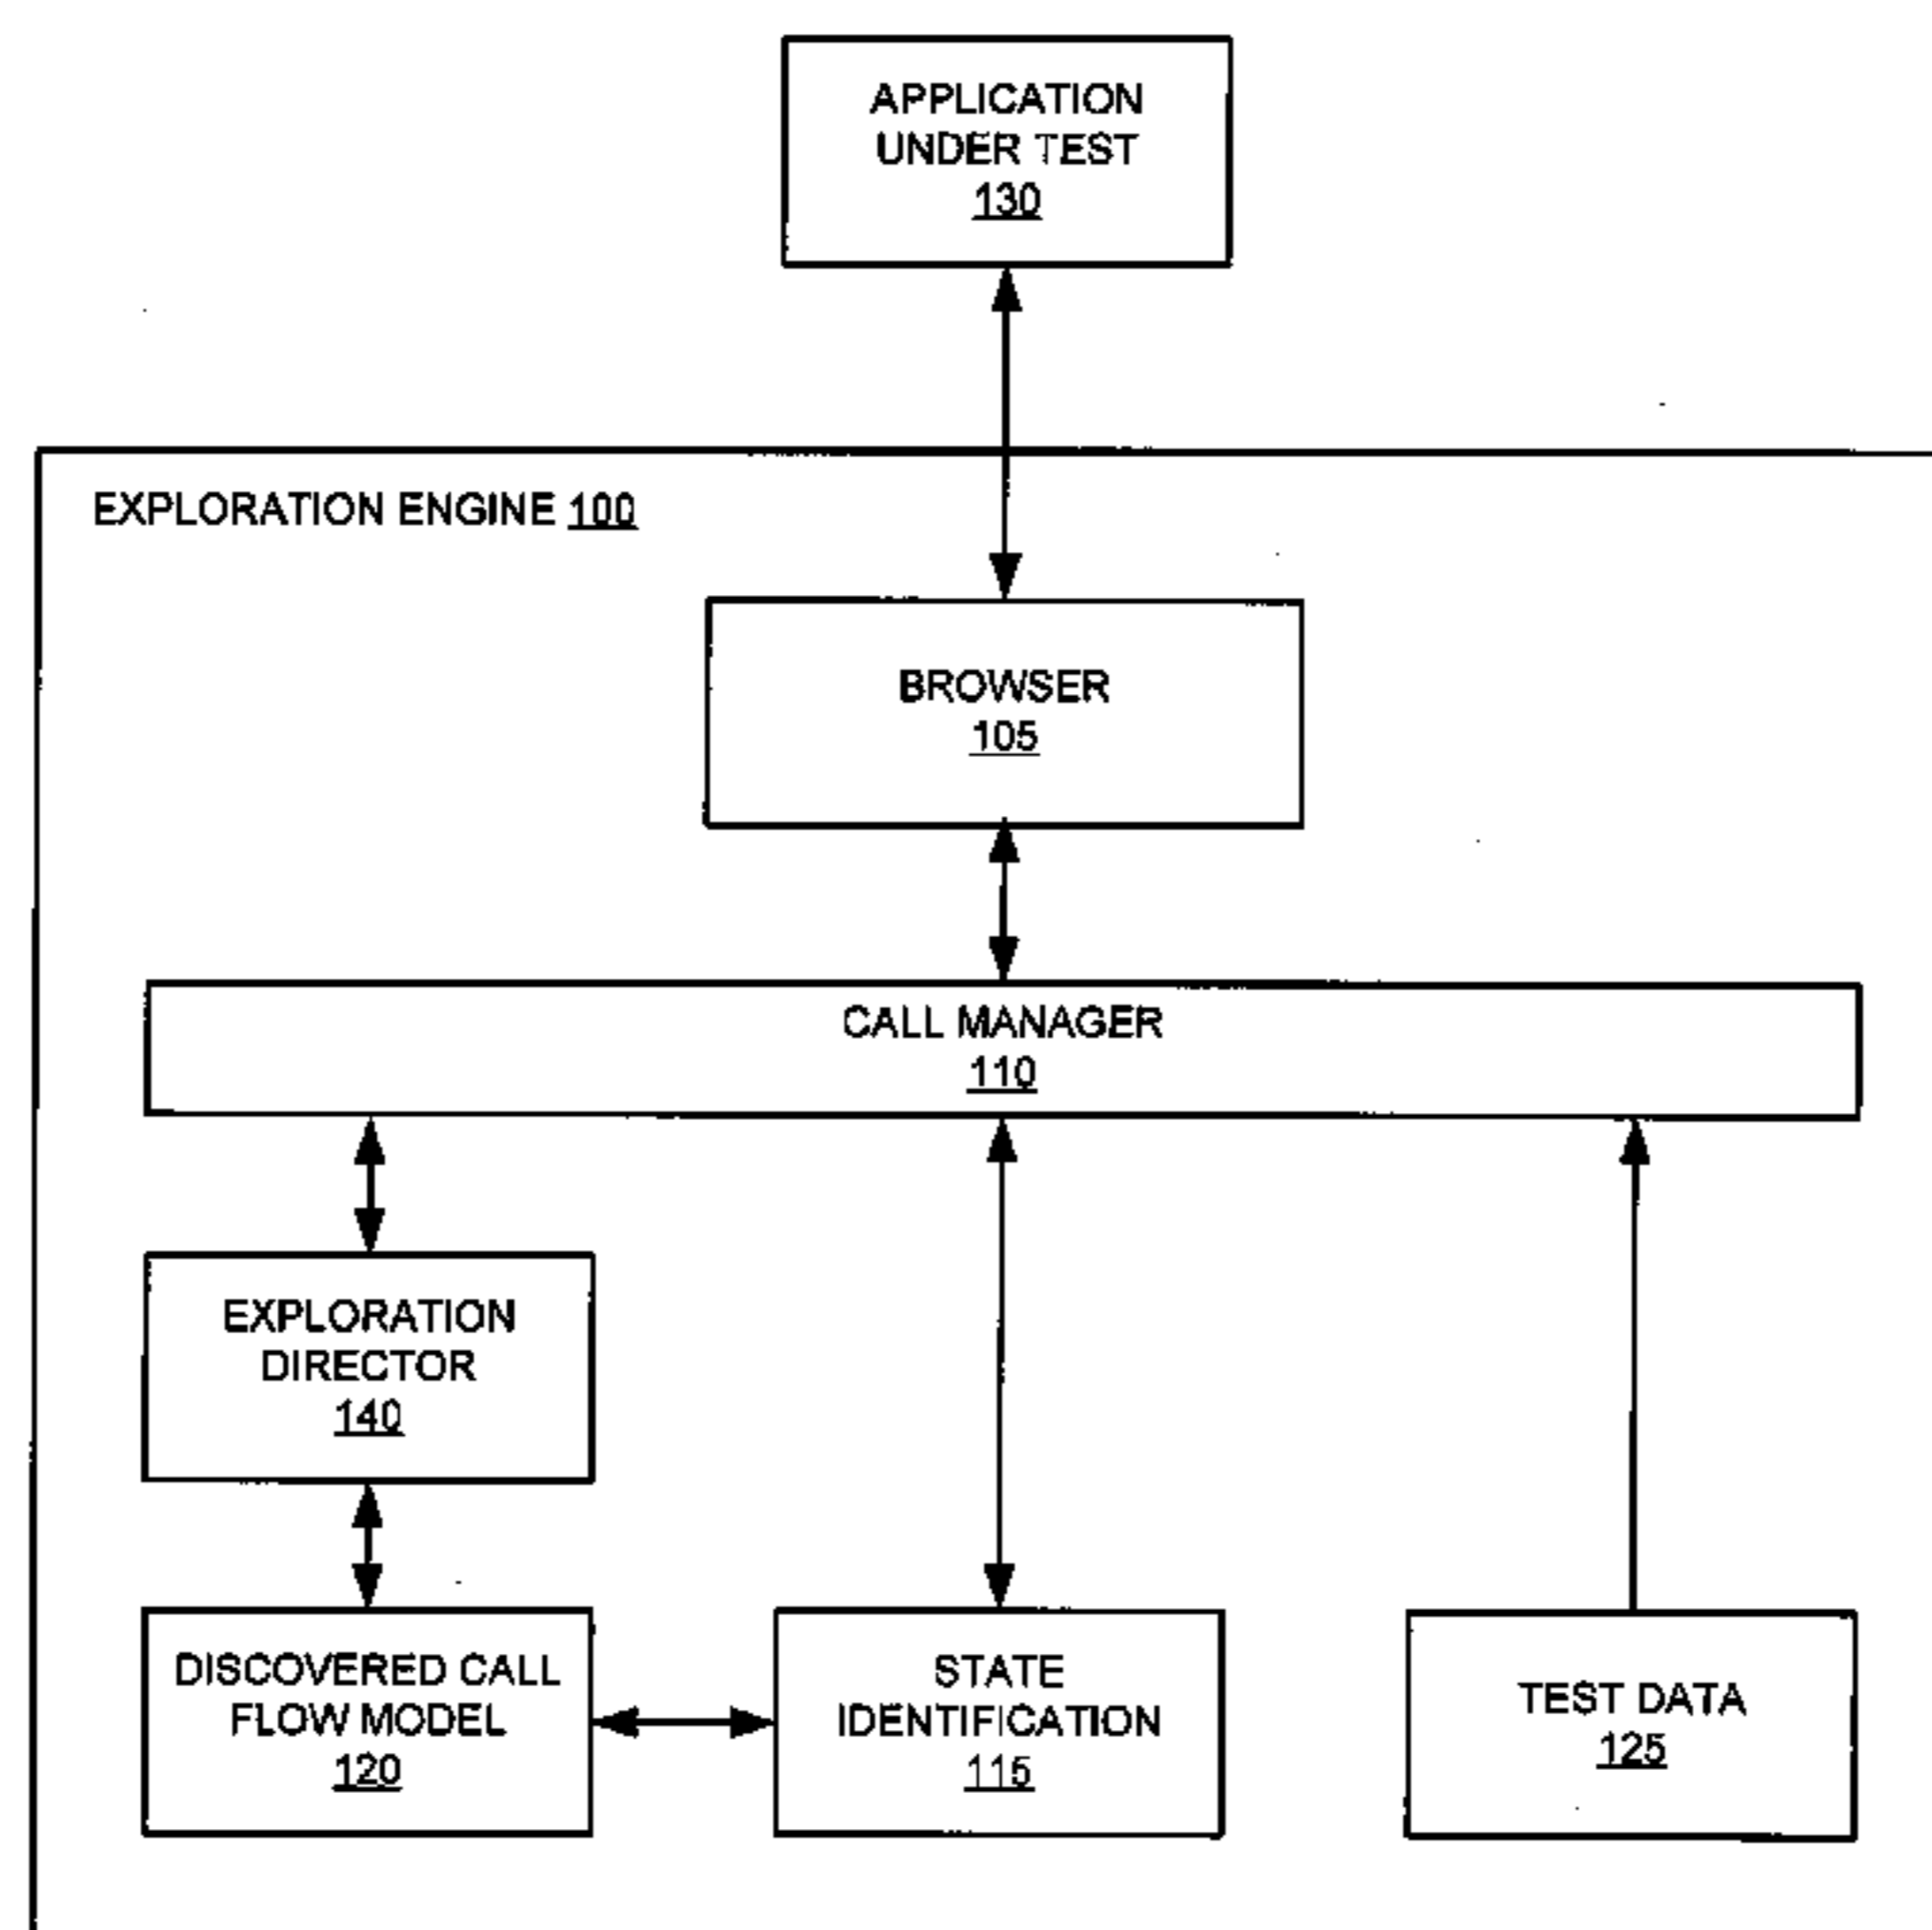 APPLICATION
UNDER TEST
130
EXPLORATION ENGINE 100
BROWSER
105
CALL MANAGER
110
EXPLORATION
DIRECTOR
140
DISCOVERED CALL
FLOW MODEL
120
STATE
IDENTIFICATION
115
TEST DATA
125